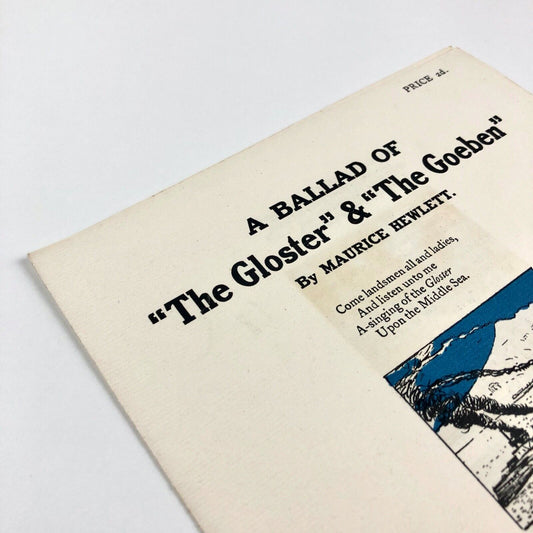 PRICE 2d.
A BALLAD OF
“The Gloster” & “The Goeben”
By MAURICE HEWLETT.
Come landsmen all and ladies,
And listen unto me
A-singing of the Gloster
Upon the Middle Sea.